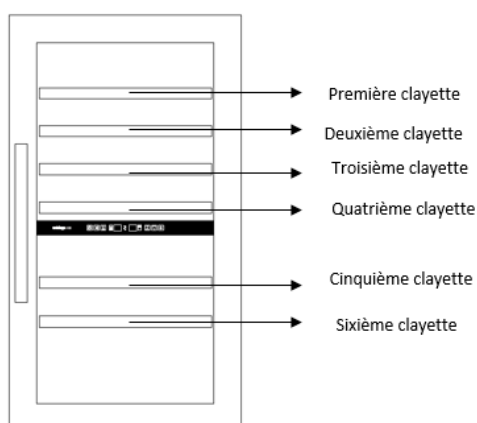 Première clayette
Deuxième clayette
Troisième clayette
Quatrième clayette
Cinquième clayette
Sixième clayette